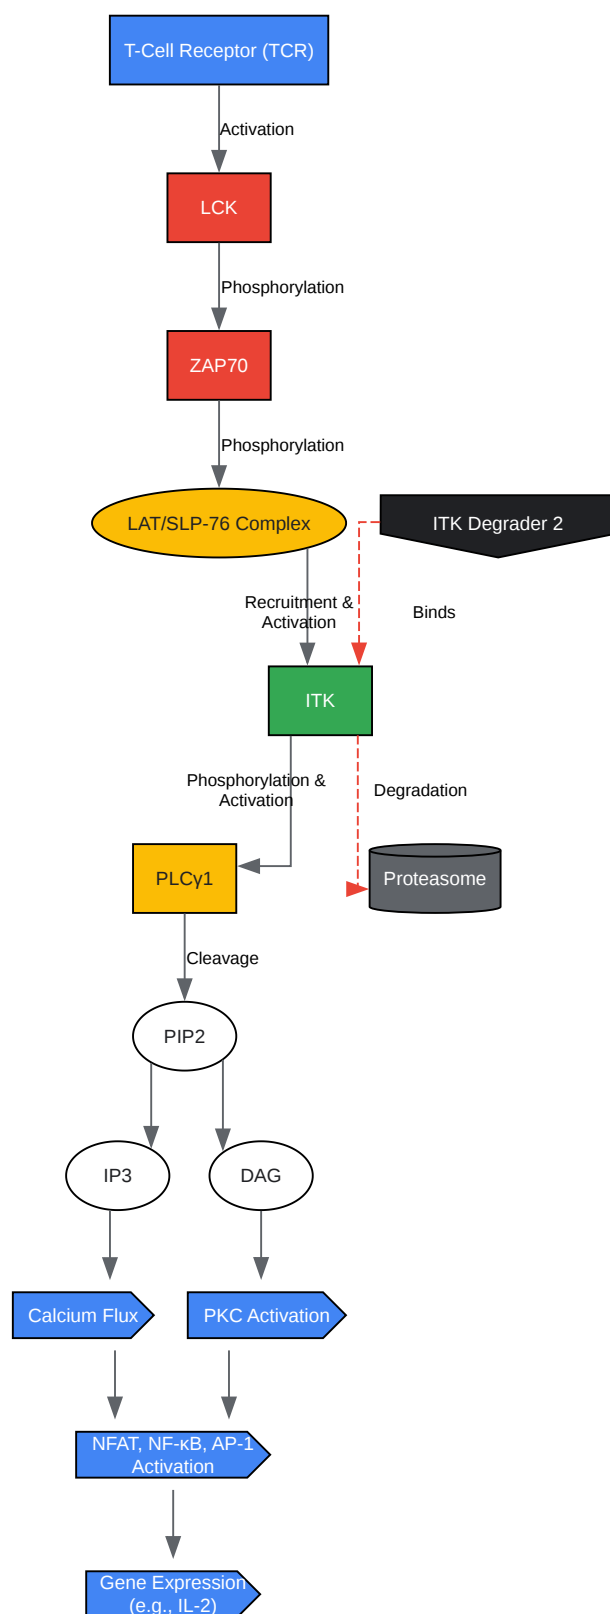 T-Cell Receptor (TCR)
Activation
LCK
Phosphorylation
ZAP70
Phosphorylation
LAT/SLP-76 Complex
ITK Degrader 2
Recruitment &
Activation
Binds
ITK
Phosphorylation &
Activation
Degradation
PLCγ1
Proteasome
Cleavage
PIP2
IP3
DAG
Calcium Flux
PKC Activation
NFAT, NF-κB, AP-1
Activation
Gene Expression
(e.g., IL-2)